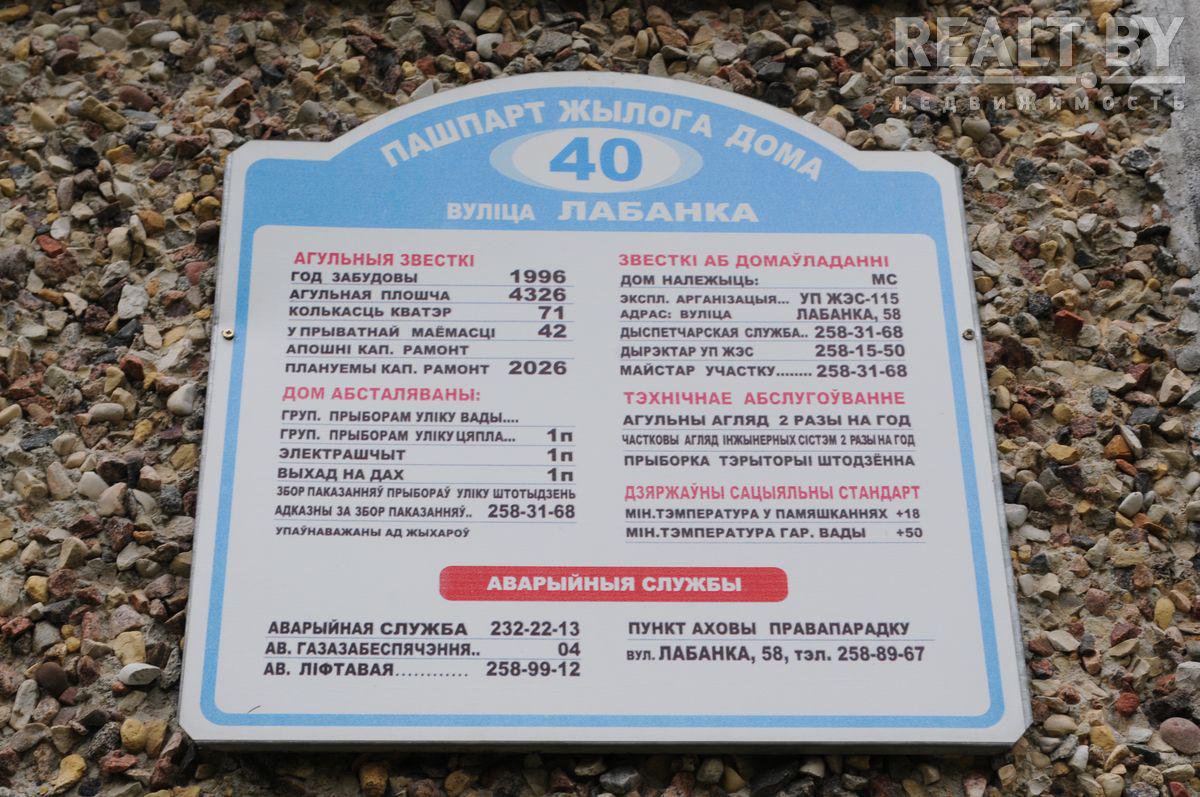 REALT.BY
недвижимость
ПАШПАРТ ЖЫЛОГА ДОМА
40
ВУЛІЦА ЛАБАНКА
АГУЛЬНЫЯ ЗВЕСТКІ
ГОД ЗАБУДОВЫ 1996
АГУЛЬНАЯ ПЛОШЧА 4326
КОЛЬКАСЦЬ КВАТЭР 71
У ПРЫВАТНАЙ МАЁМАСЦІ 42
АПОШНІ КАП. РАМОНТ
ПЛАНУЕМЫ КАП. РАМОНТ 2026
ДОМ АБСТАЛЯВАНЫ:
ГРУП. ПРЫБОРАМ УЛІКУ ВАДЫ....
ГРУП. ПРЫБОРАМ УЛІКУ ЦЯПЛА... 1п
ЭЛЕКТРАШЧЫТ 1п
ВЫХАД НА ДАХ 1п
ЗБОР ПАКАЗАННЯЎ ПРЫБОРАЎ УЛІКУ ШТОТЫДЗЕНЬ
АДКАЗНЫ ЗА ЗБОР ПАКАЗАННЯЎ.. 258-31-68
УПАЎНАВАЖАНЫ АД ЖЫХАРОЎ
ЗВЕСТКІ АБ ДОМАЎЛАДАННІ
ДОМ НАЛЕЖЫЦЬ: МС
ЭКСПЛ. АРГАНІЗАЦЫЯ... УП ЖЭС-115
АДРАС: ВУЛІЦА ЛАБАНКА, 58
ДЫСПЕТЧАРСКАЯ СЛУЖБА.. 258-31-68
ДЫРЭКТАР УП ЖЭС 258-15-50
МАЙСТАР УЧАСТКУ........ 258-31-68
ТЭХНІЧНАЕ АБСЛУГОЎВАННЕ
АГУЛЬНЫ АГЛЯД 2 РАЗЫ НА ГОД
ЧАСТКОВЫ АГЛЯД ІНЖЫНЕРНЫХ СІСТЭМ 2 РАЗЫ НА ГОД
ПРЫБОРКА ТЭРЫТОРЫІ ШТОДЗЁННА
ДЗЯРЖАЎНЫ САЦЫЯЛЬНЫ СТАНДАРТ
МІН.ТЭМПЕРАТУРА У ПАМЯШКАННЯХ +18
МІН.ТЭМПЕРАТУРА ГАР. ВАДЫ +50
АВАРЫЙНЫЯ СЛУЖБЫ
АВАРЫЙНАЯ СЛУЖБА 232-22-13
АВ. ГАЗАЗАБЕСПЯЧЭННЯ.. 04
АВ. ЛІФТАВАЯ............ 258-99-12
ПУНКТ АХОВЫ ПРАВАПАРАДКУ
ВУЛ. ЛАБАНКА, 58, ТЭЛ. 258-89-67